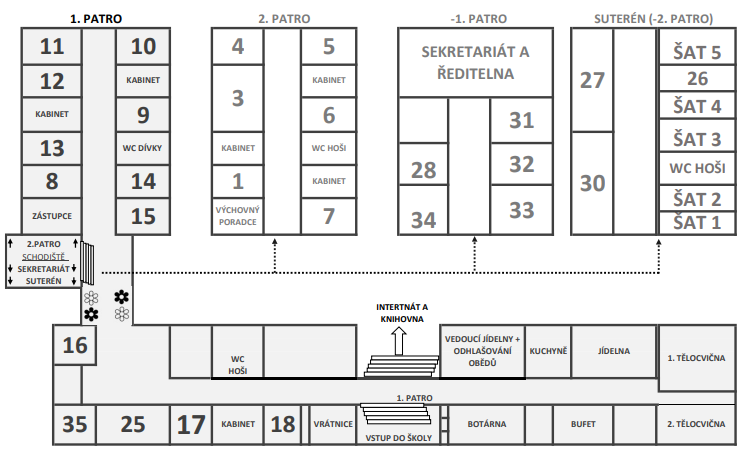 1. PATRO
2. PATRO
-1. PATRO
SUTERÉN (-2. PATRO)
11
10
12
KABINET
KABINET
9
13
WC DÍVKY
8
14
ZÁSTUPCE
15
4
5
3
KABINET
6
KABINET
WC HOŠI
1
KABINET
VÝCHOVNÝ
PORADCE
7
SEKRETARIÁT A
ŘEDITELNA
31
28
32
34
33
27
30
ŠAT 5
26
ŠAT 4
ŠAT 3
WC HOŠI
ŠAT 2
ŠAT 1
2.PATRO
SCHODIŠTĚ
SEKRETARIÁT
SUTERÉN
INTERTNÁT A
KNIHOVNA
16
WC
HOŠI
VEDOUCÍ JÍDELNY +
ODHLAŠOVÁNÍ
OBĚDŮ
KUCHYNĚ
JÍDELNA
1. TĚLOCVIČNA
1. PATRO
35
25
17
KABINET
18
VRÁTNICE
VSTUP DO ŠKOLY
BOTÁRNA
BUFET
2. TĚLOCVIČNA